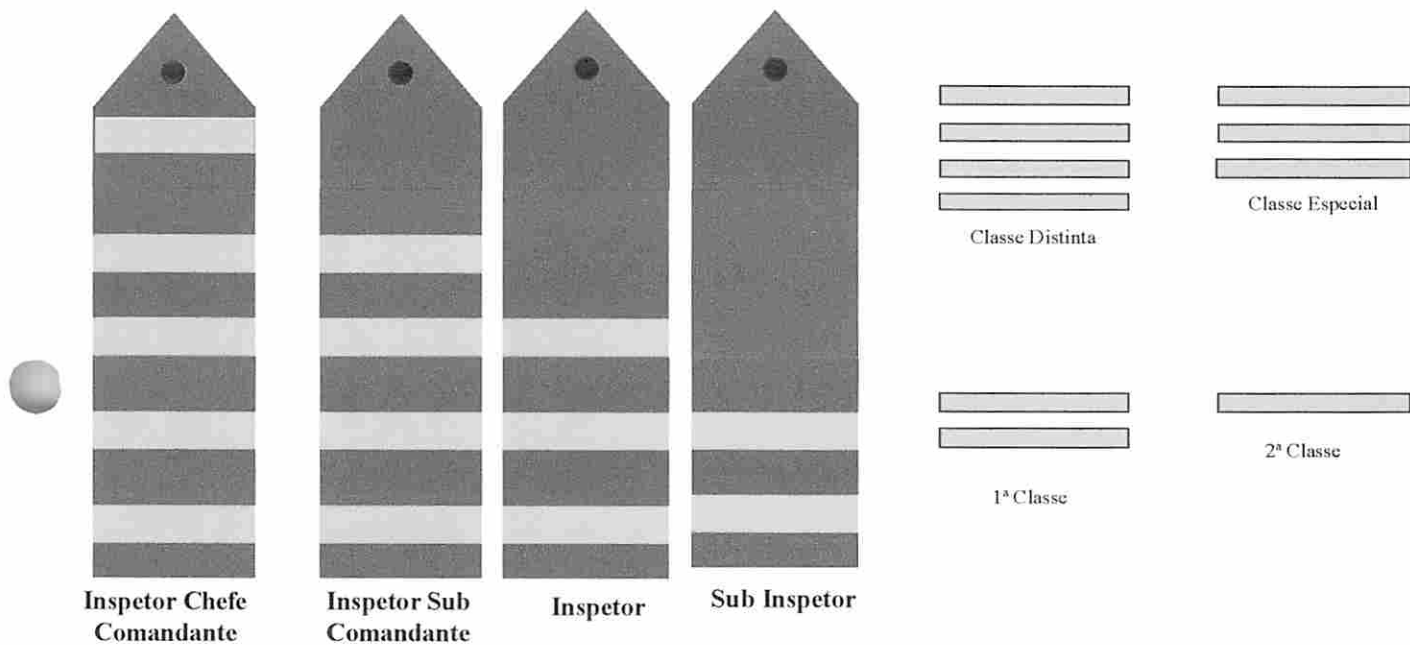 Classe Distinta
Classe Especial
1ª Classe
2ª Classe
Inspetor Chefe
Comandante
Inspetor Sub
Comandante
Inspetor
Sub Inspetor